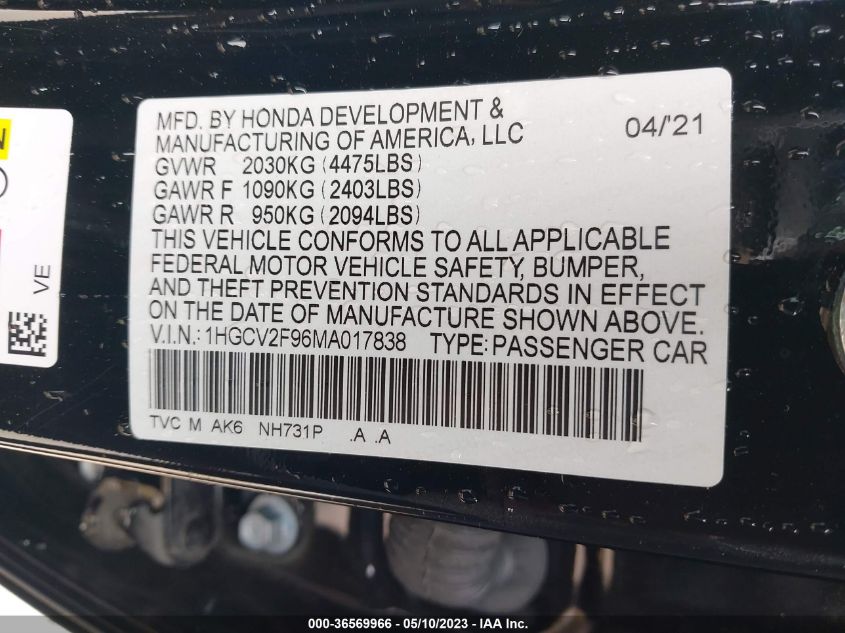 N
VE
MFD. BY HONDA DEVELOPMENT &
MANUFACTURING OF AMERICA, LLC
04/'21
GVWR 2030KG (4475LBS)
GAWR F 1090KG (2403LBS)
GAWR R 950KG (2094LBS)
THIS VEHICLE CONFORMS TO ALL APPLICABLE
FEDERAL MOTOR VEHICLE SAFETY, BUMPER,
AND THEFT PREVENTION STANDARDS IN EFFECT
ON THE DATE OF MANUFACTURE SHOWN ABOVE.
V.I.N.: 1HGCV2F96MA017838 TYPE: PASSENGER CAR
TVC M AK6 NH731P .A .A
000-36569966 — 05/10/2023 — IAA Inc.